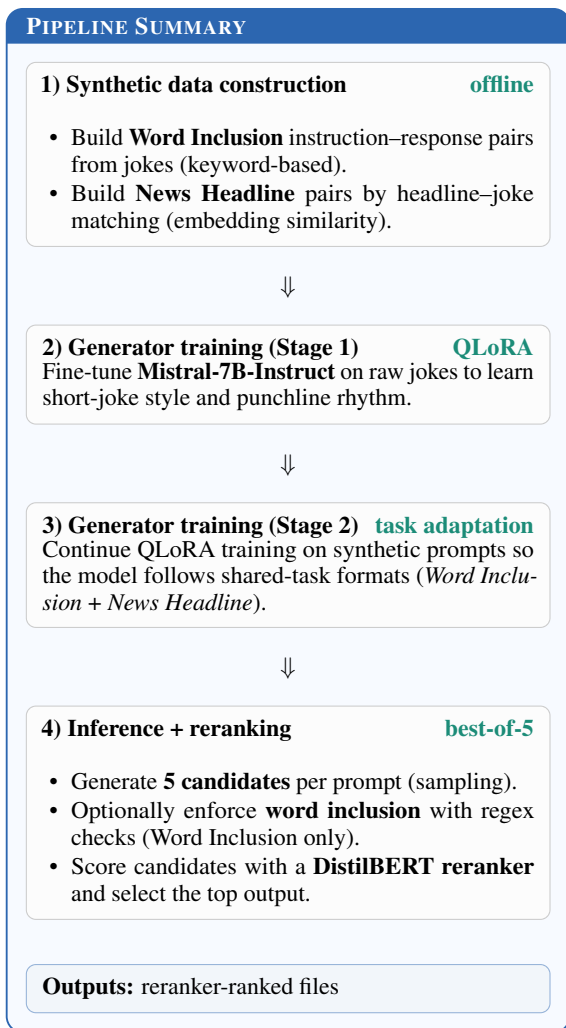 PIPELINE SUMMARY
1) Synthetic data construction offline
• Build Word Inclusion instruction–response pairs
from jokes (keyword-based).
• Build News Headline pairs by headline–joke
matching (embedding similarity).
⇓
2) Generator training (Stage 1) QLoRA
Fine-tune Mistral-7B-Instruct on raw jokes to learn
short-joke style and punchline rhythm.
⇓
3) Generator training (Stage 2) task adaptation
Continue QLoRA training on synthetic prompts so
the model follows shared-task formats (Word Inclu-
sion + News Headline).
⇓
4) Inference + reranking best-of-5
• Generate 5 candidates per prompt (sampling).
• Optionally enforce word inclusion with regex
checks (Word Inclusion only).
• Score candidates with a DistilBERT reranker
and select the top output.
Outputs: reranker-ranked files